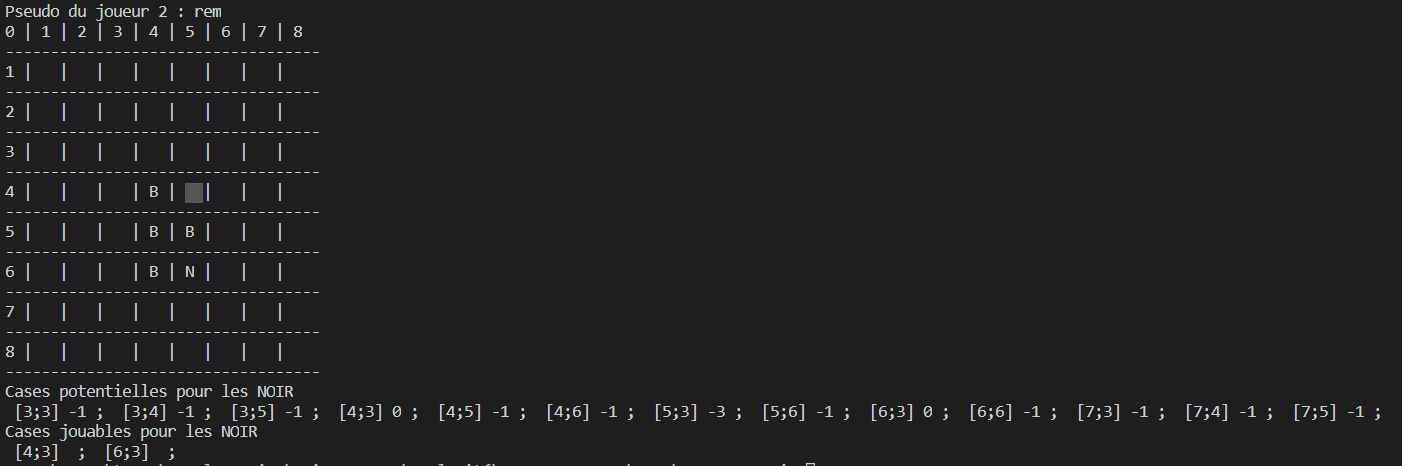 Pseudo du joueur 2 : rem
0 | 1 | 2 | 3 | 4 | 5 | 6 | 7 | 8
-----------------------------------
1 |   |   |   |   |   |   |   |
-----------------------------------
2 |   |   |   |   |   |   |   |
-----------------------------------
3 |   |   |   |   |   |   |   |
-----------------------------------
4 |   |   |   | B |   |   |   |
-----------------------------------
5 |   |   |   | B | B |   |   |
-----------------------------------
6 |   |   |   | B | N |   |   |
-----------------------------------
7 |   |   |   |   |   |   |   |
-----------------------------------
8 |   |   |   |   |   |   |   |
-----------------------------------
Cases potentielles pour les NOIR
[3;3] -1 ;  [3;4] -1 ;  [3;5] -1 ;  [4;3] 0 ;  [4;5] -1 ;  [4;6] -1 ;  [5;3] -3 ;  [5;6] -1 ;  [6;3] 0 ;  [6;6] -1 ;  [7;3] -1 ;  [7;4] -1 ;  [7;5] -1 ;
Cases jouables pour les NOIR
[4;3]  ;  [6;3]  ;